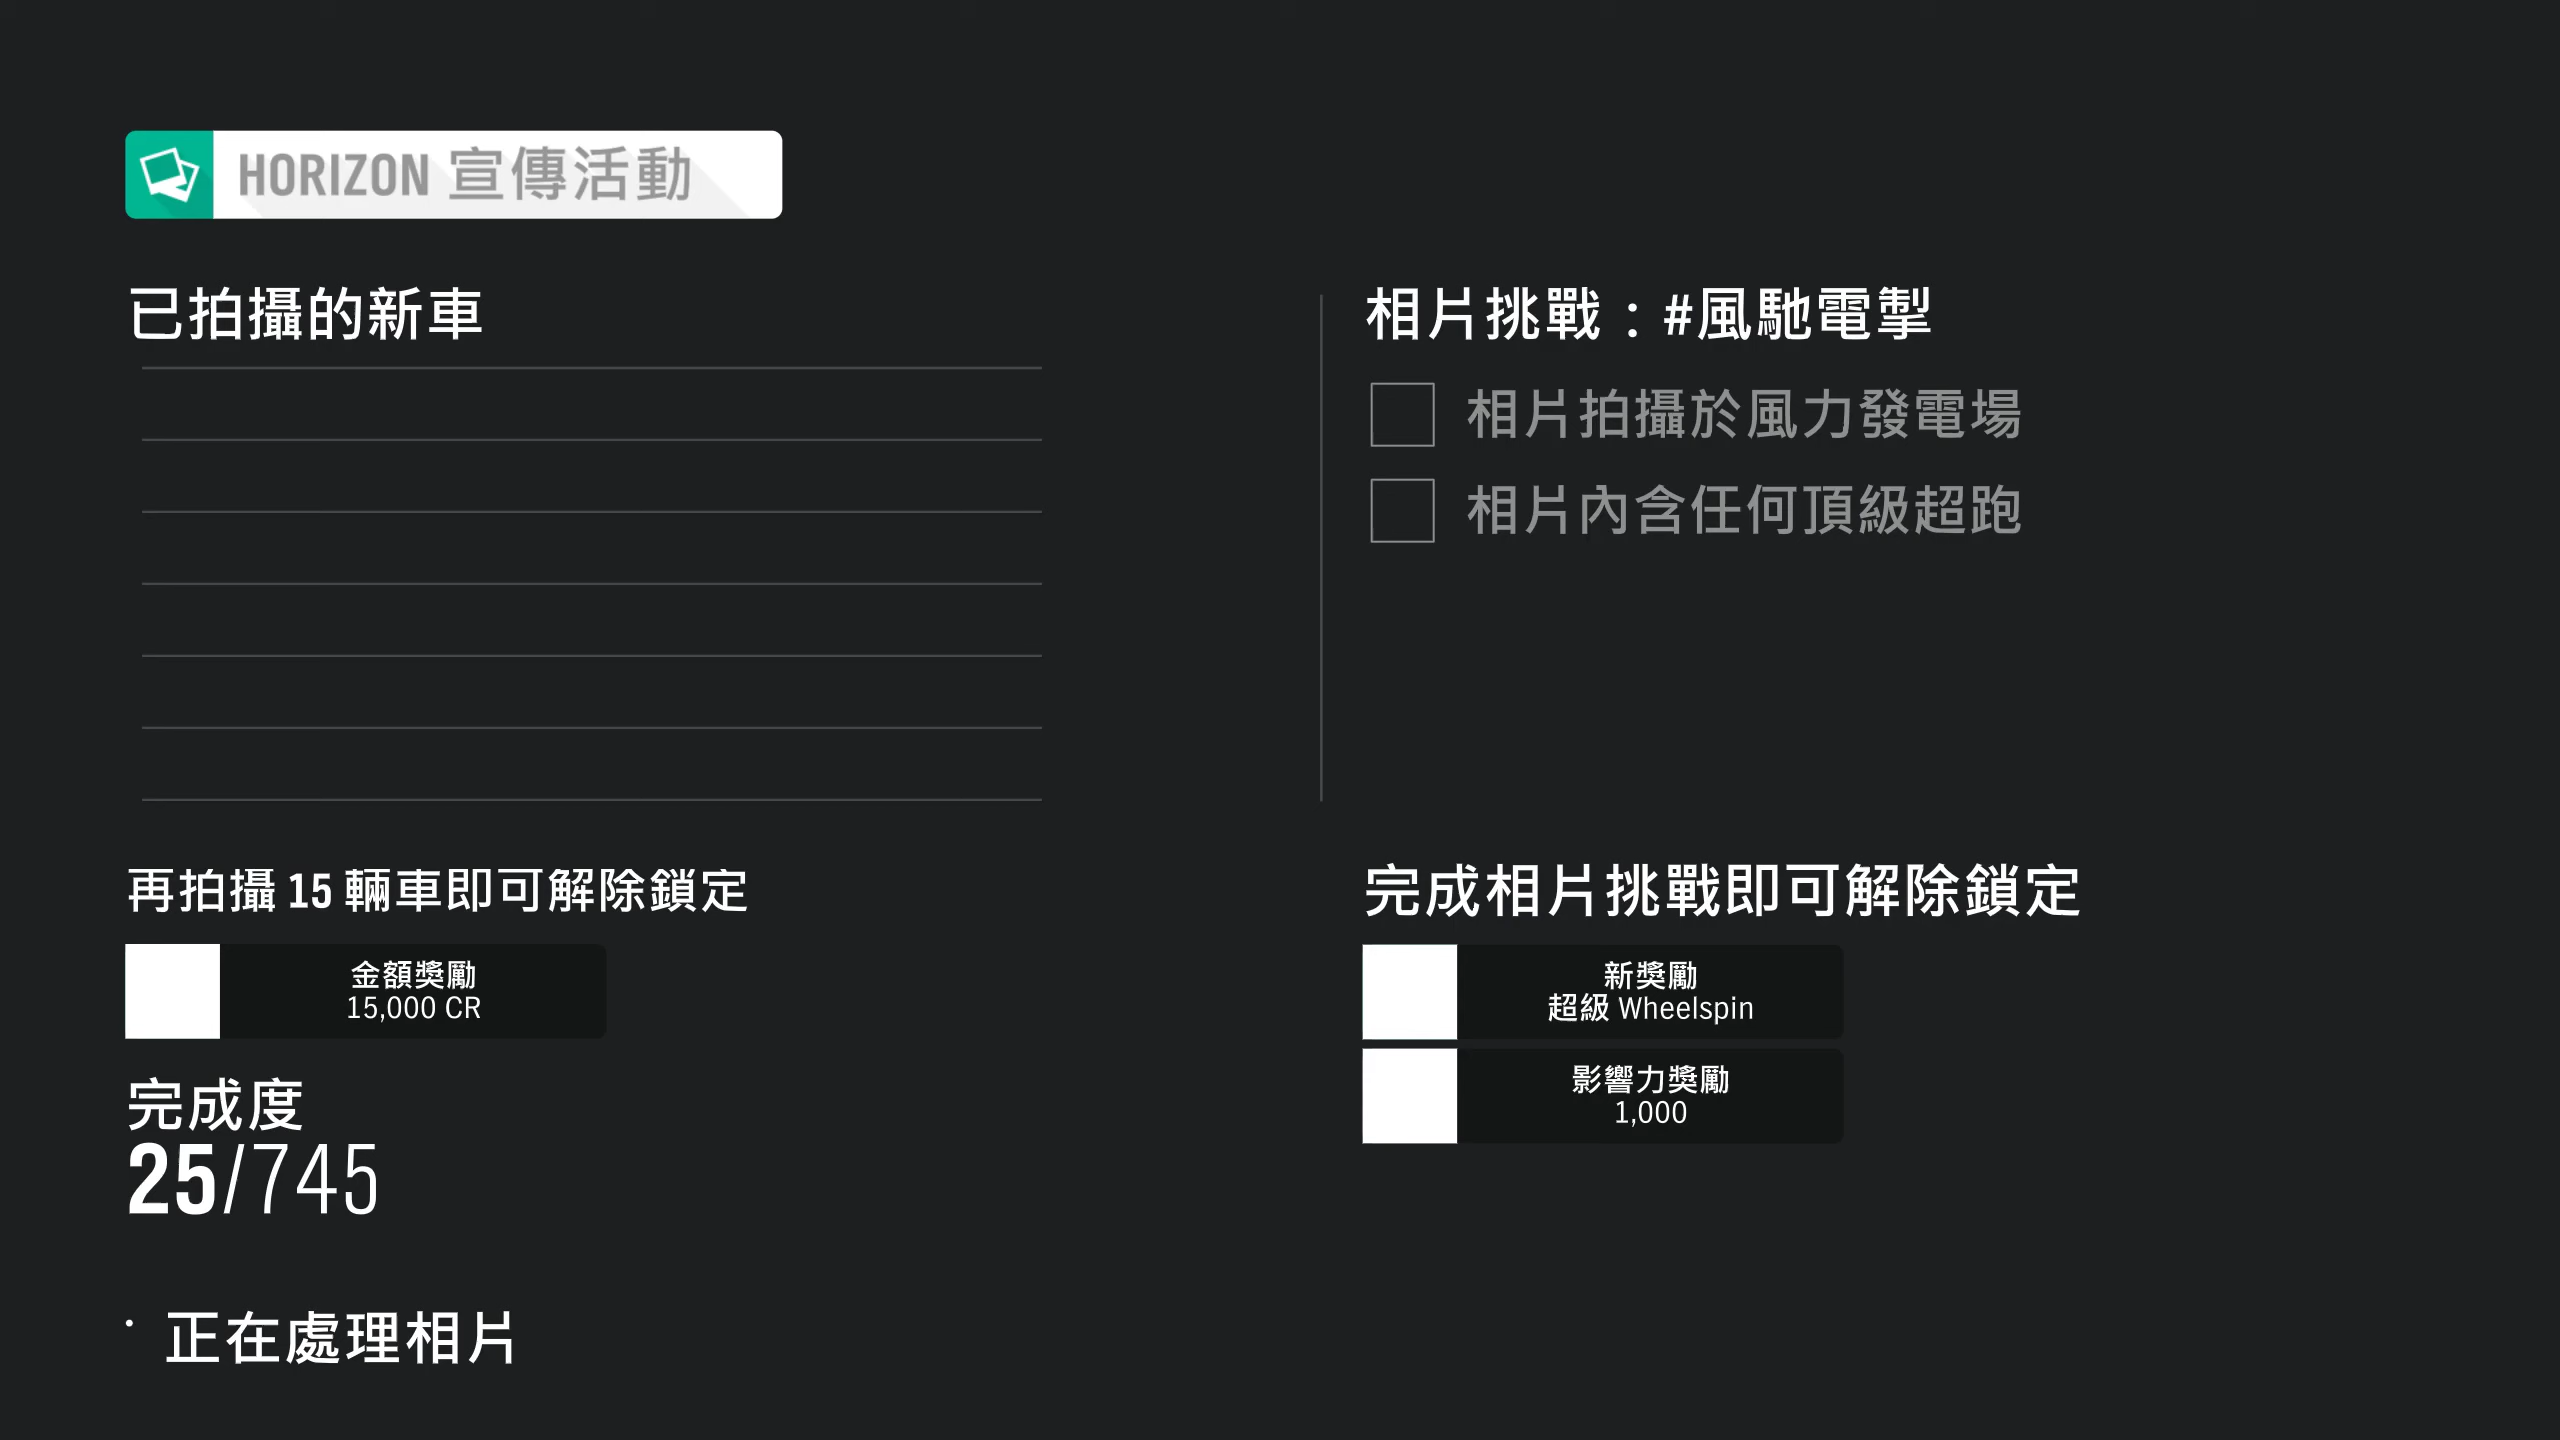 HORIZON 宣傳活動
已拍攝的新車
再拍攝 15 輛車即可解除鎖定
金額獎勵
15,000 CR
完成度
25/745
正在處理相片
相片挑戰：#風馳電掣
相片拍攝於風力發電場
相片內含任何頂級超跑
完成相片挑戰即可解除鎖定
新獎勵
超級 Wheelspin
影響力獎勵
1,000